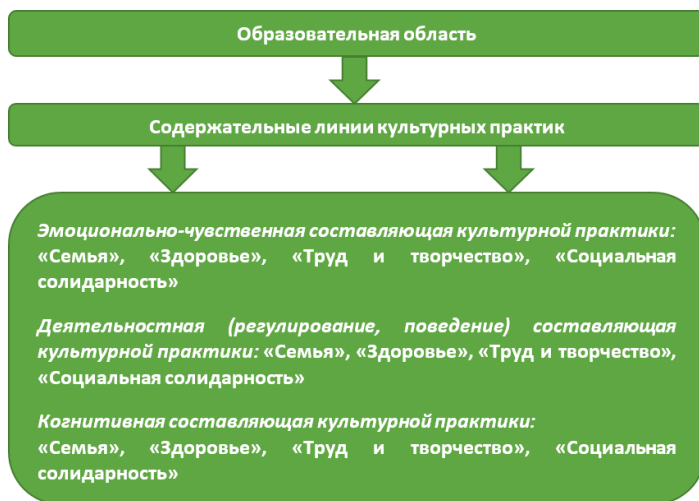 Образовательная область
Содержательные линии культурных практик
Эмоционально-чувственная составляющая культурной практики:
«Семья», «Здоровье», «Труд и творчество», «Социальная
солидарность»
Деятельностная (регулирование, поведение) составляющая
культурной практики: «Семья», «Здоровье», «Труд и творчество»,
«Социальная солидарность»
Когнитивная составляющая культурной практики:
«Семья», «Здоровье», «Труд и творчество», «Социальная
солидарность»